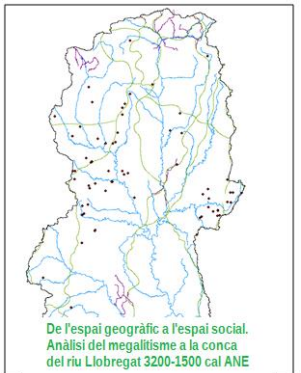 De l'espai geogràfic a l'espai social.
Anàlisi del megalitisme a la conca
del riu Llobregat 3200-1500 cal ANE